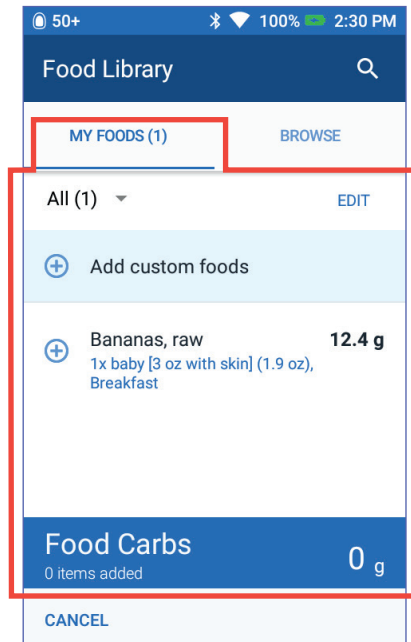 50+ 100% 2:30 PM
Food Library
MY FOODS (1) BROWSE
All (1) EDIT
Add custom foods
Bananas, raw 12.4 g
1x baby [3 oz with skin] (1.9 oz),
Breakfast
Food Carbs 0 g
0 items added
CANCEL